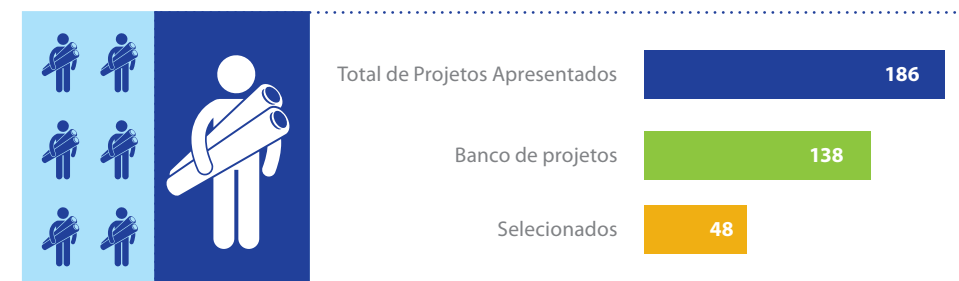 Total de Projetos Apresentados 186
Banco de projetos 138
Selecionados 48